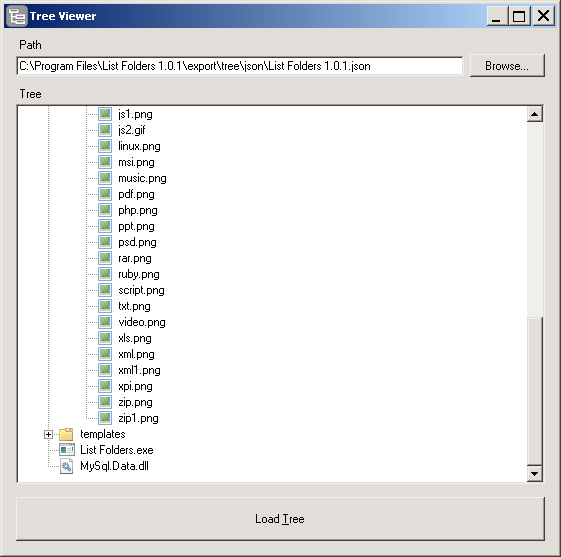 Tree Viewer
Path
C:\Program Files\List Folders 1.0.1\export\tree\json\List Folders 1.0.1.json
Browse...
Tree
js1.png
js2.gif
linux.png
msi.png
music.png
pdf.png
php.png
ppt.png
psd.png
rar.png
ruby.png
script.png
txt.png
video.png
xls.png
xml.png
xml1.png
xpi.png
zip.png
zip1.png
templates
List Folders.exe
MySql.Data.dll
Load Tree